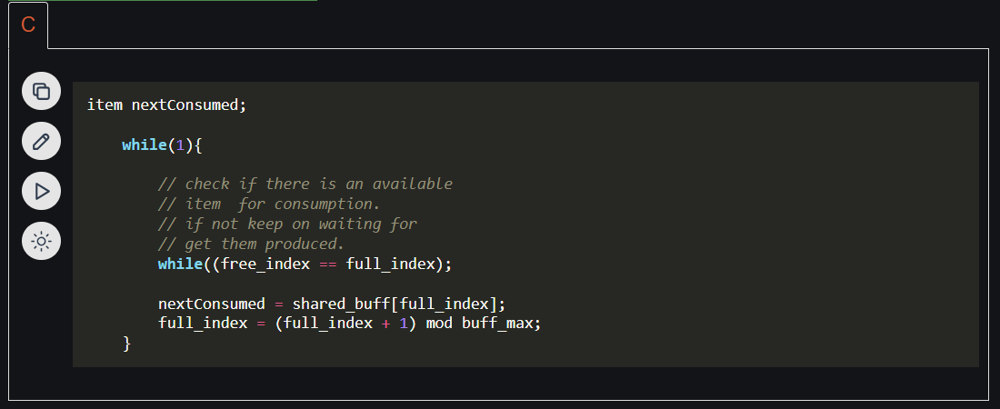 C
item nextConsumed;
while(1){
// check if there is an available
// item  for consumption.
// if not keep on waiting for
// get them produced.
while((free_index == full_index);
nextConsumed = shared_buff[full_index];
full_index = (full_index + 1) mod buff_max;
}